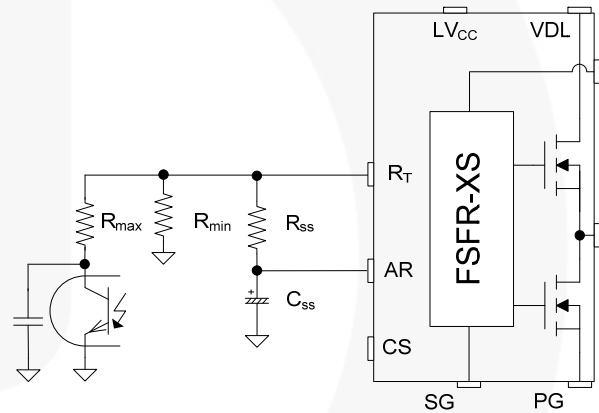 LVCC
VDL
RT
Rmax
Rmin
Rss
FSFR-XS
AR
+
Css
CS
SG
PG